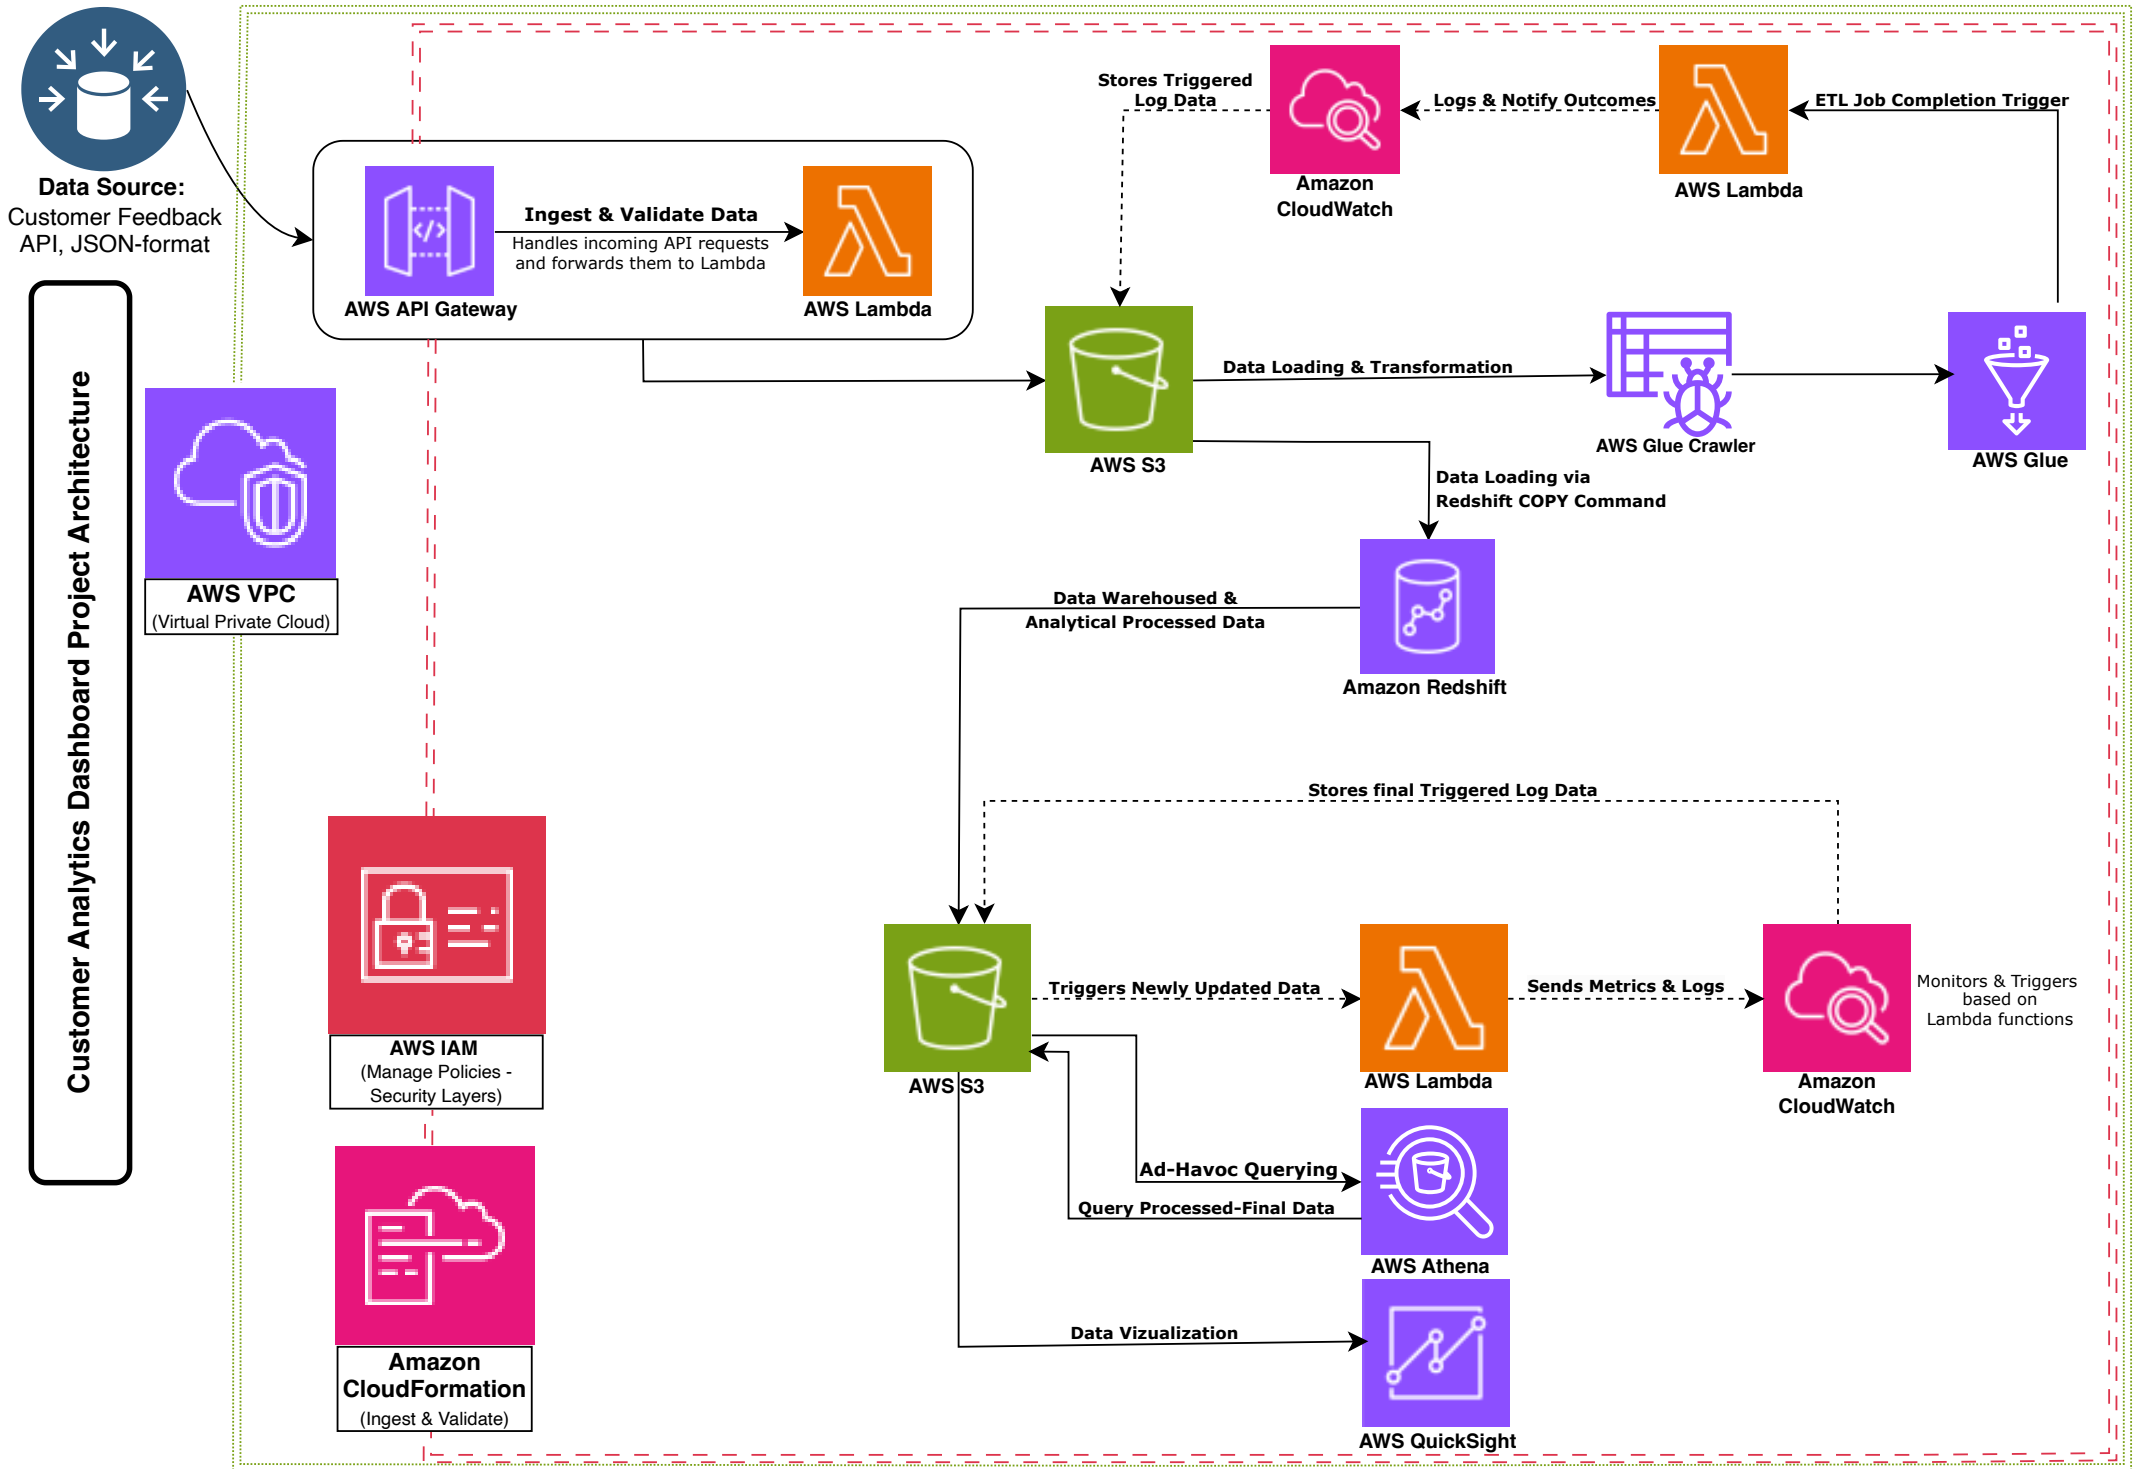 Data Source:
Customer Feedback
API, JSON-format
Customer Analytics Dashboard Project Architecture
AWS VPC
(Virtual Private Cloud)
AWS API Gateway
Ingest & Validate Data
Handles incoming API requests
and forwards them to Lambda
AWS Lambda
Stores Triggered
Log Data
Amazon
CloudWatch
Logs & Notify Outcomes
AWS Lambda
ETL Job Completion Trigger
AWS S3
Data Loading & Transformation
AWS Glue Crawler
AWS Glue
Data Loading via
Redshift COPY Command
Data Warehoused &
Analytical Processed Data
Amazon Redshift
Stores final Triggered Log Data
AWS IAM
(Manage Policies -
Security Layers)
AWS S3
Triggers Newly Updated Data
AWS Lambda
Sends Metrics & Logs
Amazon
CloudWatch
Monitors & Triggers
based on
Lambda functions
Ad-Havoc Querying
Query Processed-Final Data
AWS Athena
Data Vizualization
AWS QuickSight
Amazon
CloudFormation
(Ingest & Validate)